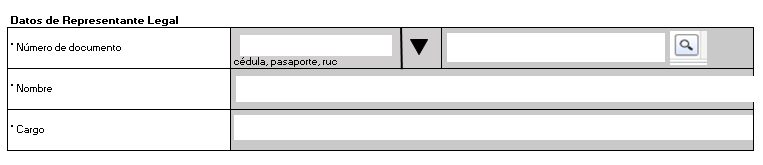 Datos de Representante Legal
* Número de documento
cédula, pasaporte, ruc
* Nombre
* Cargo